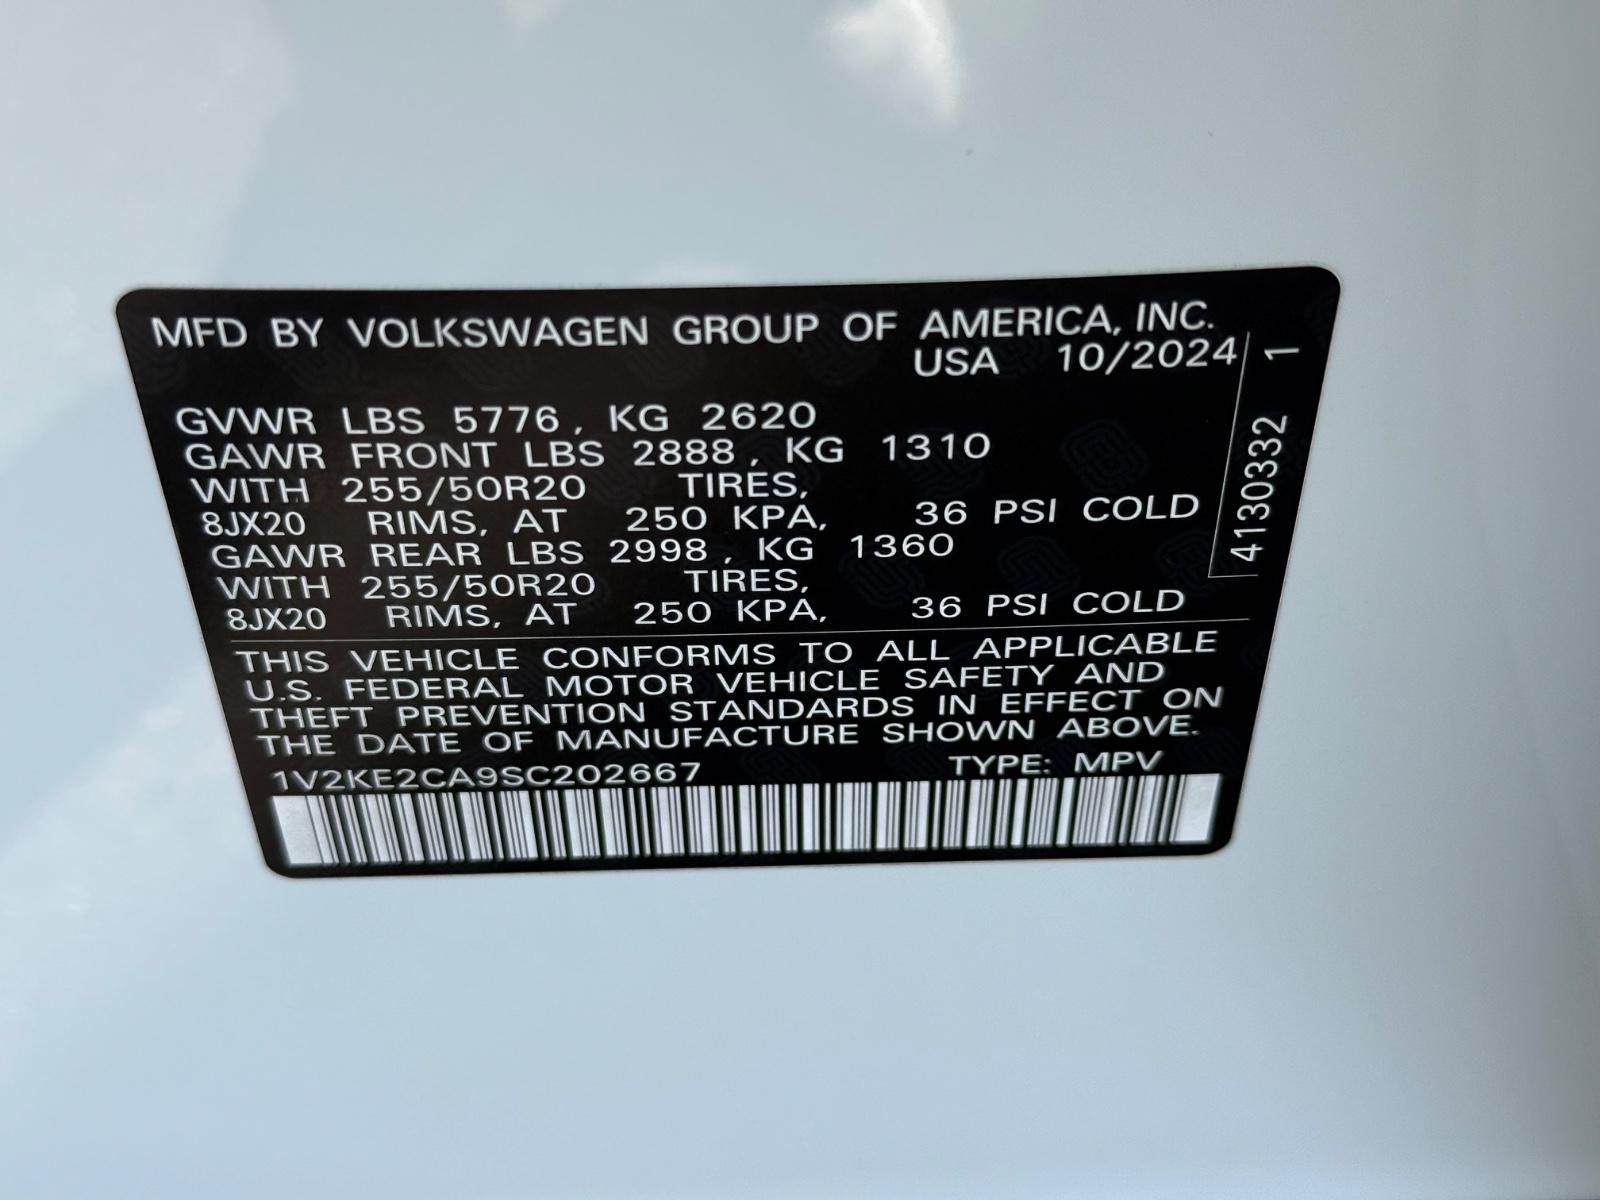 MFD BY VOLKSWAGEN GROUP OF AMERICA, INC.
USA 10/2024
GVWR LBS 5776, KG 2620
GAWR FRONT LBS 2888, KG 1310
WITH 255/50R20 TIRES,
8JX20 RIMS, AT 250 KPA, 36 PSI COLD
GAWR REAR LBS 2998, KG 1360
WITH 255/50R20 TIRES,
8JX20 RIMS, AT 250 KPA, 36 PSI COLD
THIS VEHICLE CONFORMS TO ALL APPLICABLE
U.S. FEDERAL MOTOR VEHICLE SAFETY AND
THEFT PREVENTION STANDARDS IN EFFECT ON
THE DATE OF MANUFACTURE SHOWN ABOVE.
1V2KE2CA9SC202667 TYPE: MPV
4130332 1